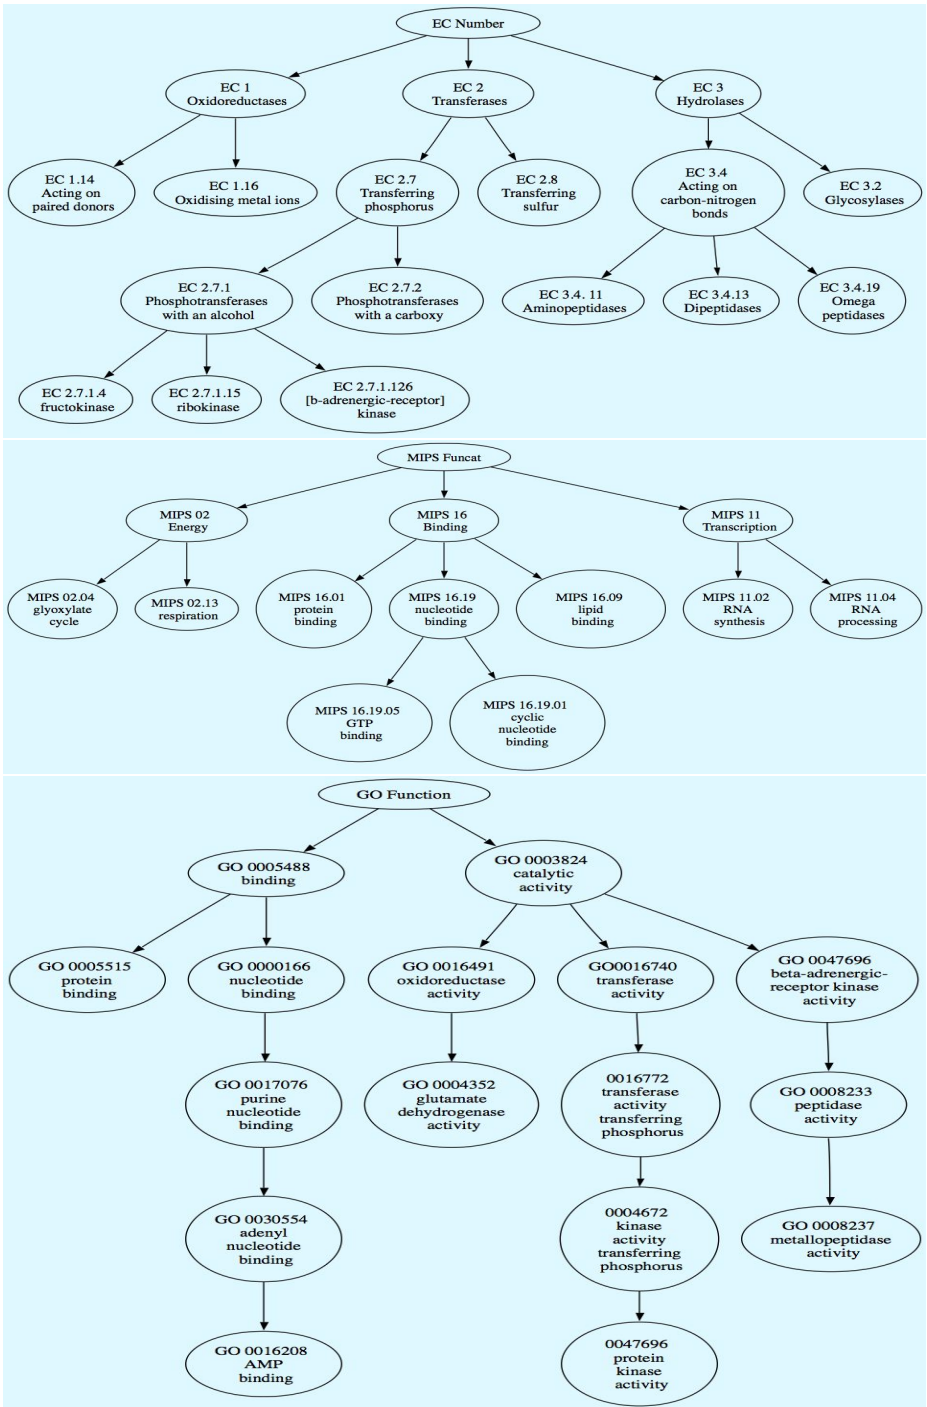 EC Number
EC 1
Oxidoreductases
EC 2
Transferases
EC 3
Hydrolases
EC 1.14
Acting on
paired donors
EC 1.16
Oxidising metal ions
EC 2.7
Transferring
phosphorus
EC 2.8
Transferring
sulfur
EC 3.4
Acting on
carbon-nitrogen
bonds
EC 3.2
Glycosylases
EC 2.7.1
Phosphotransferases
with an alcohol
EC 2.7.2
Phosphotransferases
with a carboxy
EC 3.4. 11
Aminopeptidases
EC 3.4.13
Dipeptidases
EC 3.4.19
Omega
peptidases
EC 2.7.1.4
fructokinase
EC 2.7.1.15
ribokinase
EC 2.7.1.126
[b-adrenergic-receptor]
kinase
MIPS Funcat
MIPS 02
Energy
MIPS 16
Binding
MIPS 11
Transcription
MIPS 02.04
glyoxylate
cycle
MIPS 02.13
respiration
MIPS 16.01
protein
binding
MIPS 16.19
nucleotide
binding
MIPS 16.09
lipid
binding
MIPS 11.02
RNA
synthesis
MIPS 11.04
RNA
processing
MIPS 16.19.05
GTP
binding
MIPS 16.19.01
cyclic
nucleotide
binding
GO Function
GO 0005488
binding
GO 0003824
catalytic
activity
GO 0005515
protein
binding
GO 0000166
nucleotide
binding
GO 0016491
oxidoreductase
activity
GO0016740
transferase
activity
GO 0047696
beta-adrenergic-
receptor kinase
activity
GO 0017076
purine
nucleotide
binding
GO 0004352
glutamate
dehydrogenase
activity
0016772
transferase
activity
transferring
phosphorus
GO 0008233
peptidase
activity
GO 0030554
adenyl
nucleotide
binding
0004672
kinase
activity
transferring
phosphorus
GO 0008237
metallopeptidase
activity
GO 0016208
AMP
binding
0047696
protein
kinase
activity